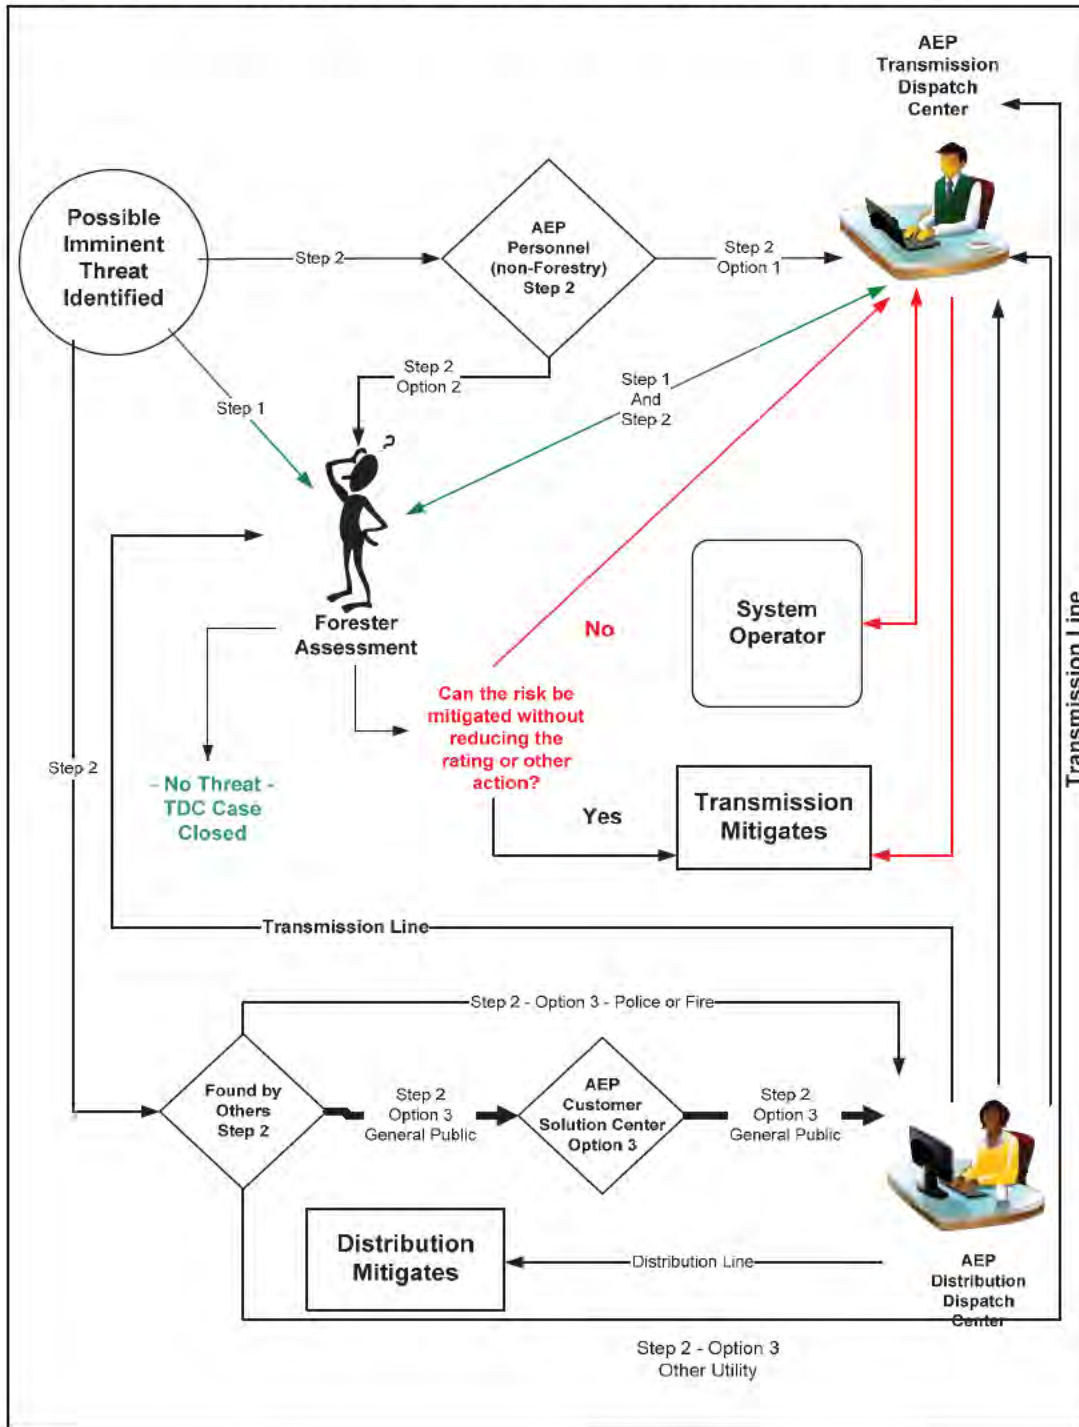 AEP
Transmission
Dispatch
Center
Possible
Imminent
Threat
Identified
Step 2
AEP
Personnel
(non-Forestry)
Step 2
Step 2
Option 1
Step 2
Option 2
Step 1
Step 1
And
Step 2
?
Forester
Assessment
System
Operator
No
Can the risk be
mitigated without
reducing the
rating or other
action?
Transmission Line
Step 2
- No Threat -
TDC Case
Closed
Yes
Transmission
Mitigates
Transmission Line
Step 2 - Option 3 - Police or Fire
Found by
Others
Step 2
Step 2
Option 3
General Public
AEP
Customer
Solution Center
Option 3
Step 2
Option 3
General Public
Distribution
Mitigates
Distribution Line
AEP
Distribution
Dispatch
Center
Step 2 - Option 3
Other Utility